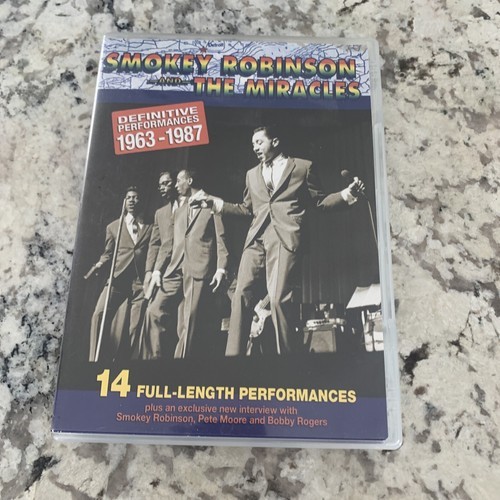 SMOKEY ROBINSON
AND THE MIRACLES
DEFINITIVE
PERFORMANCES
1963-1987
14 FULL-LENGTH PERFORMANCES
plus an exclusive new interview with
Smokey Robinson, Pete Moore and Bobby Rogers